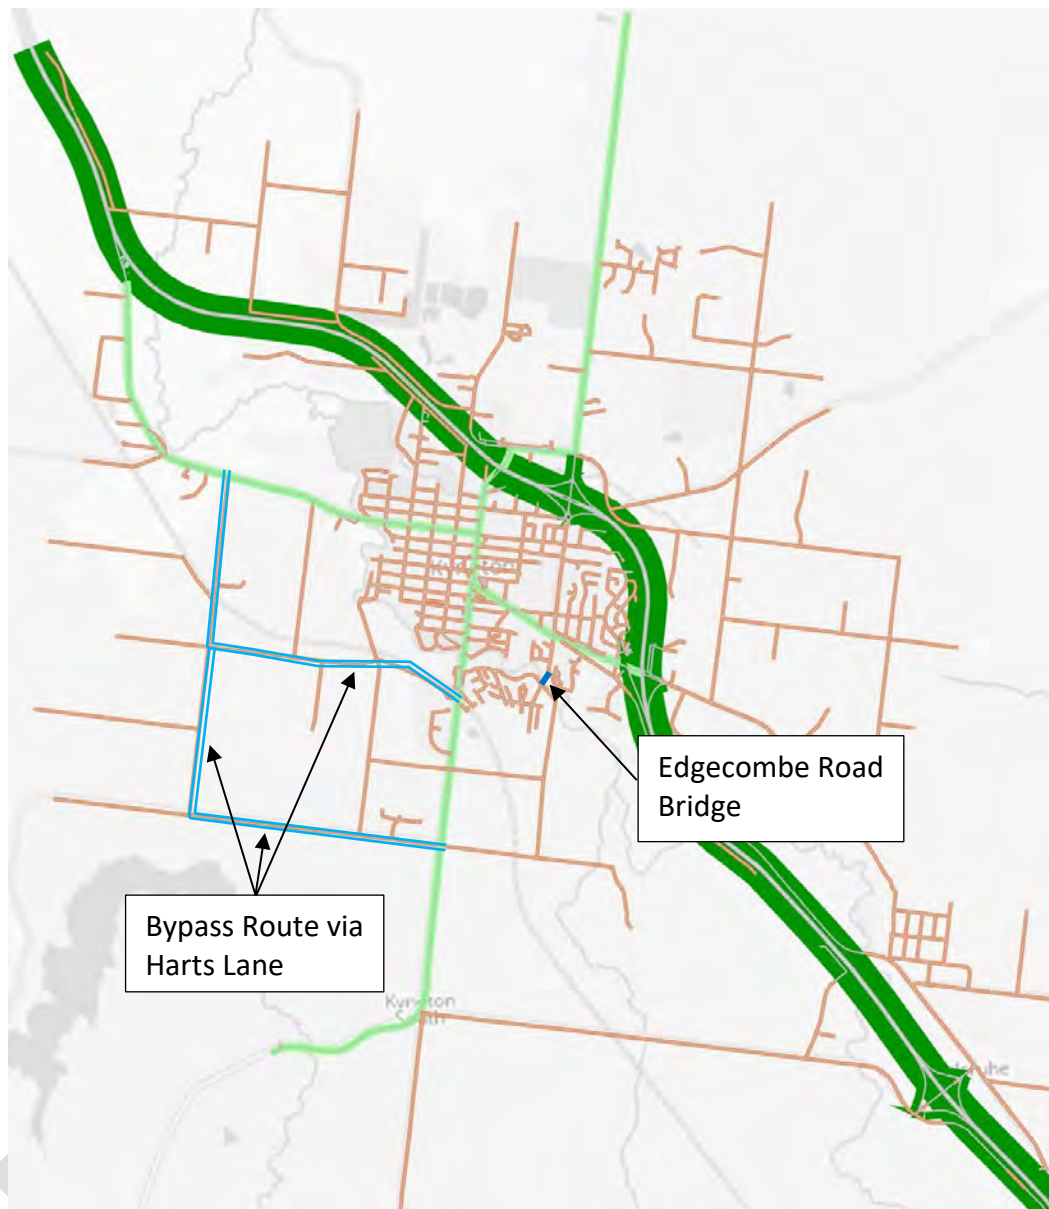 Kyneton
Edgecombe Road
Bridge
Bypass Route via
Harts Lane
Kyneton
South